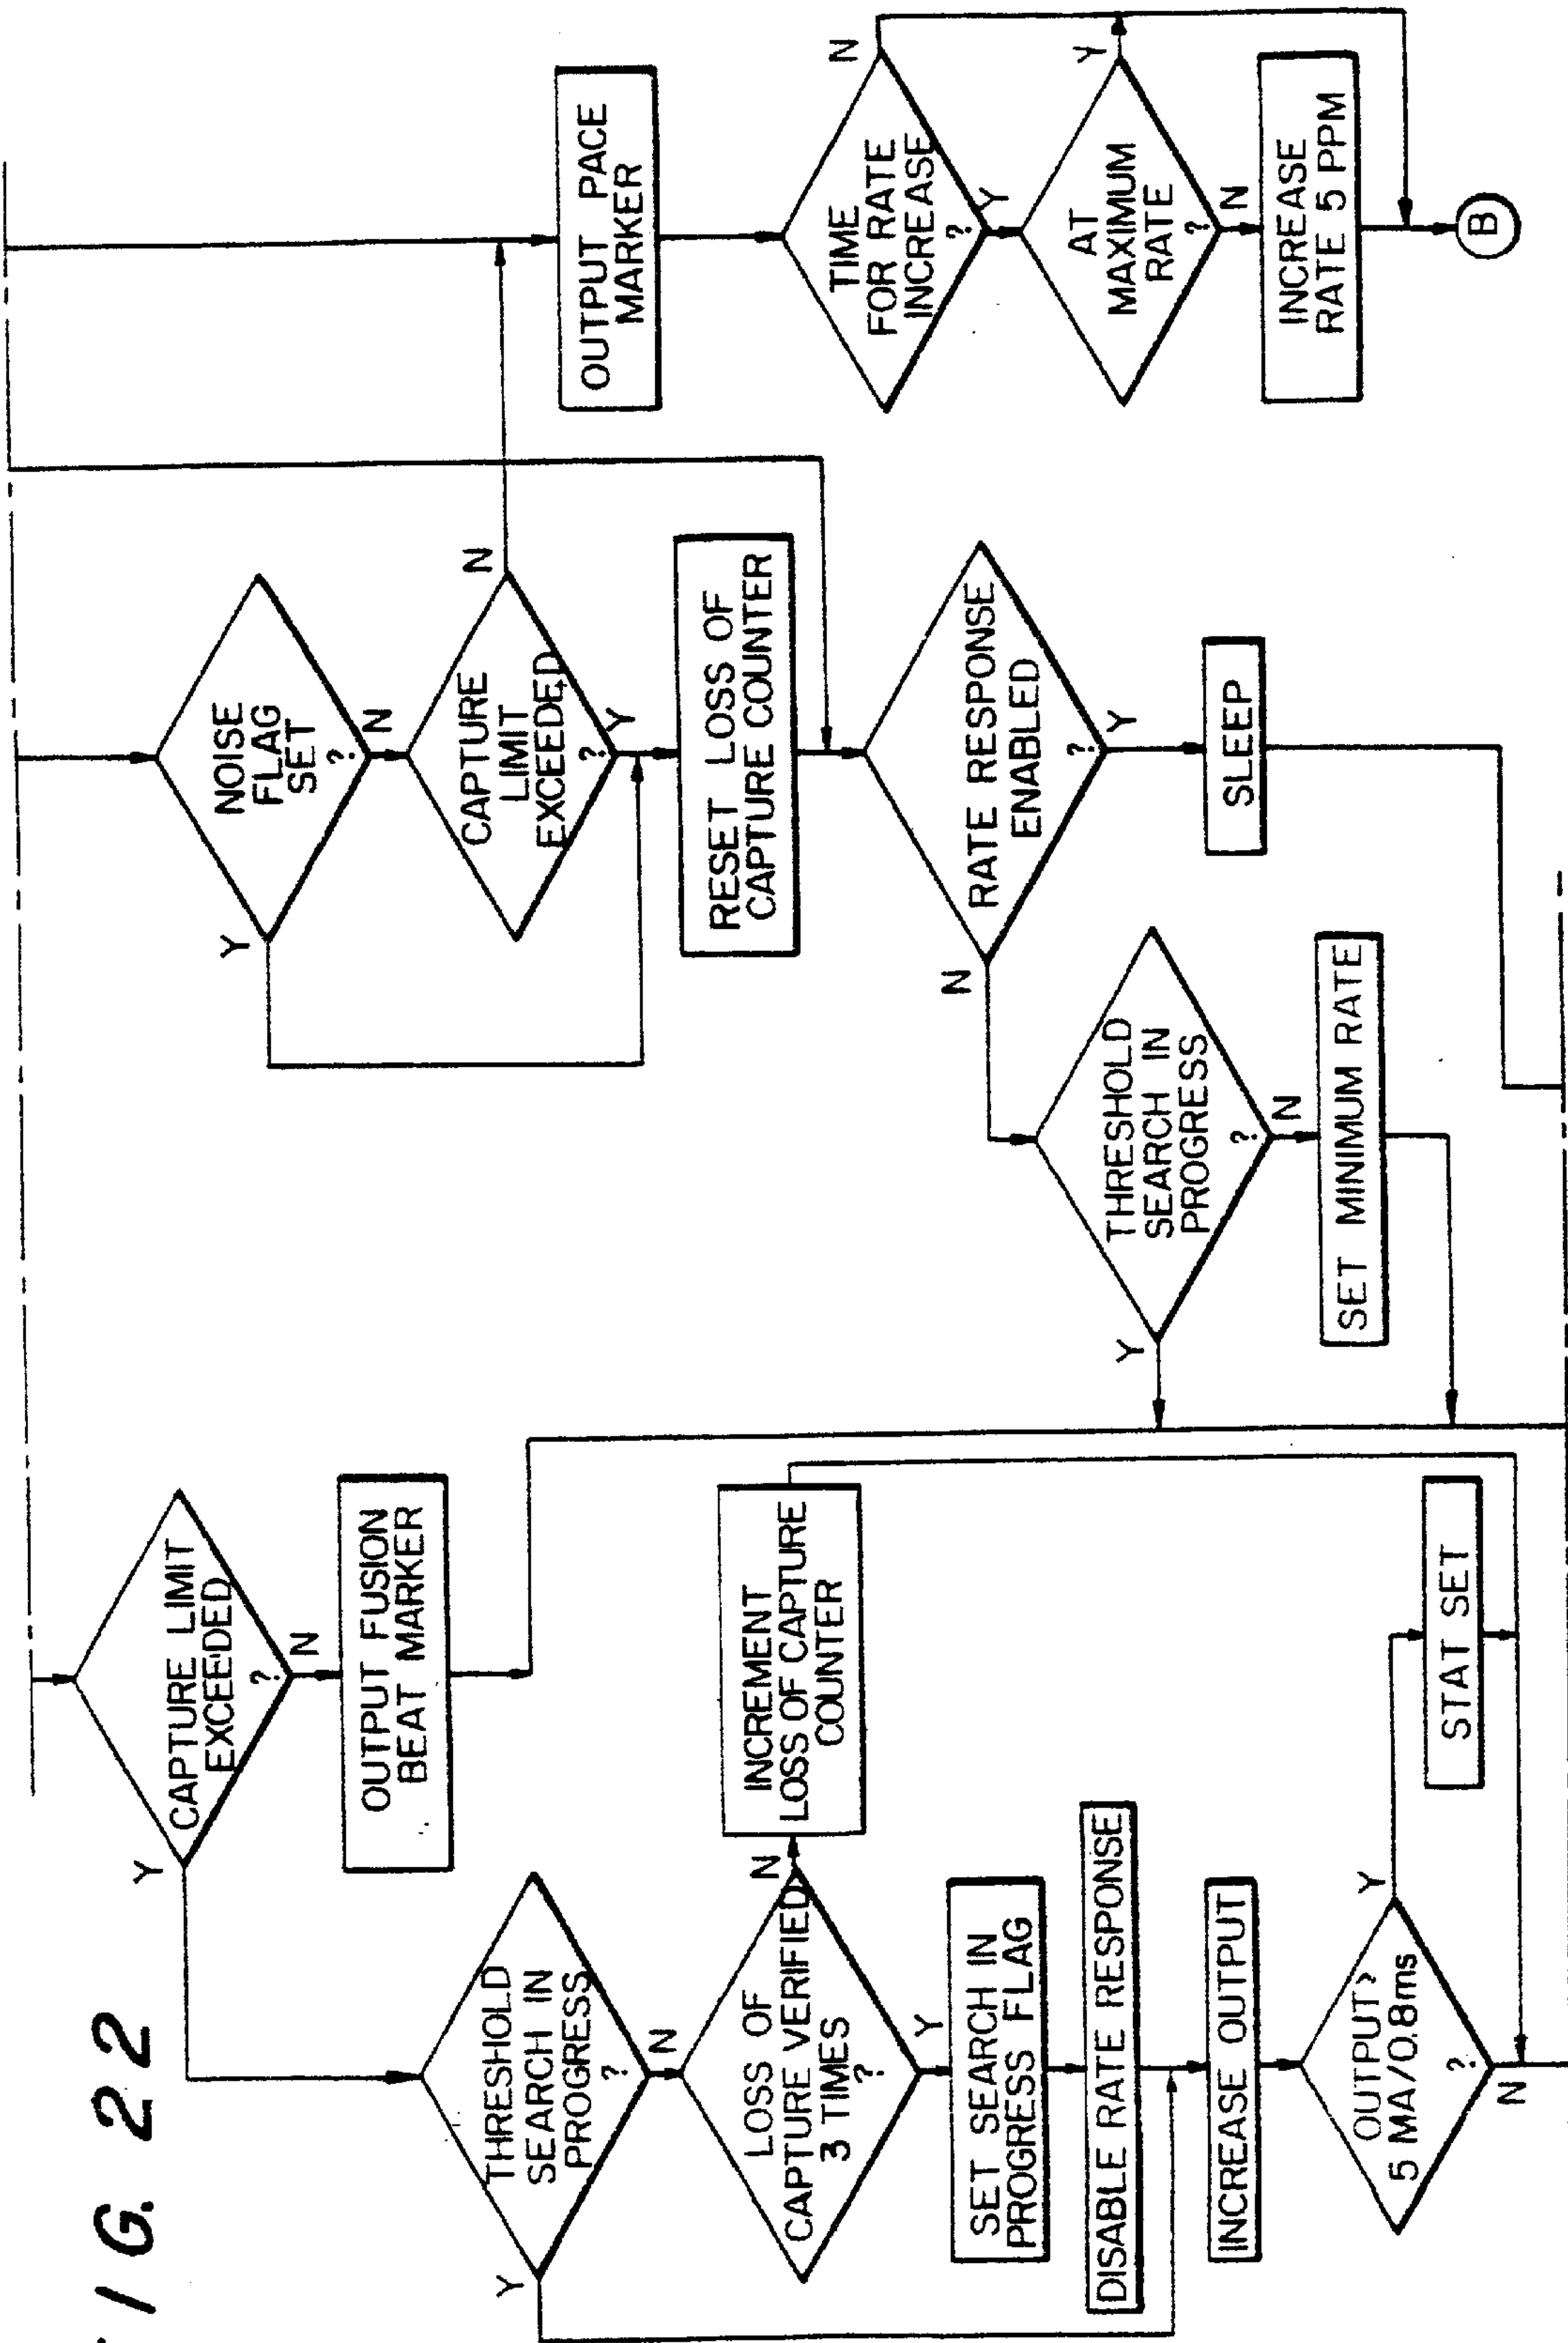 FIG. 22
CAPTURE LIMIT
EXCEEDED
?
Y
N
OUTPUT FUSION
BEAT MARKER
THRESHOLD
SEARCH IN
PROGRESS
?
Y
N
LOSS OF
CAPTURE VERIFIED
3 TIMES
?
N
Y
INCREMENT
LOSS OF CAPTURE
COUNTER
SET SEARCH IN
PROGRESS FLAG
DISABLE RATE RESPONSE
INCREASE OUTPUT
OUTPUT>
5 MA/0.8ms
?
Y
N
STAT SET
NOISE
FLAG
SET
?
Y
N
CAPTURE
LIMIT
EXCEEDED
?
N
Y
RESET LOSS OF
CAPTURE COUNTER
RATE RESPONSE
ENABLED
?
N
Y
SLEEP
THRESHOLD
SEARCH IN
PROGRESS
?
Y
N
SET MINIMUM RATE
OUTPUT PACE
MARKER
TIME
FOR RATE
INCREASE
?
N
Y
AT
MAXIMUM
RATE
?
Y
N
INCREASE
RATE 5 PPM
B